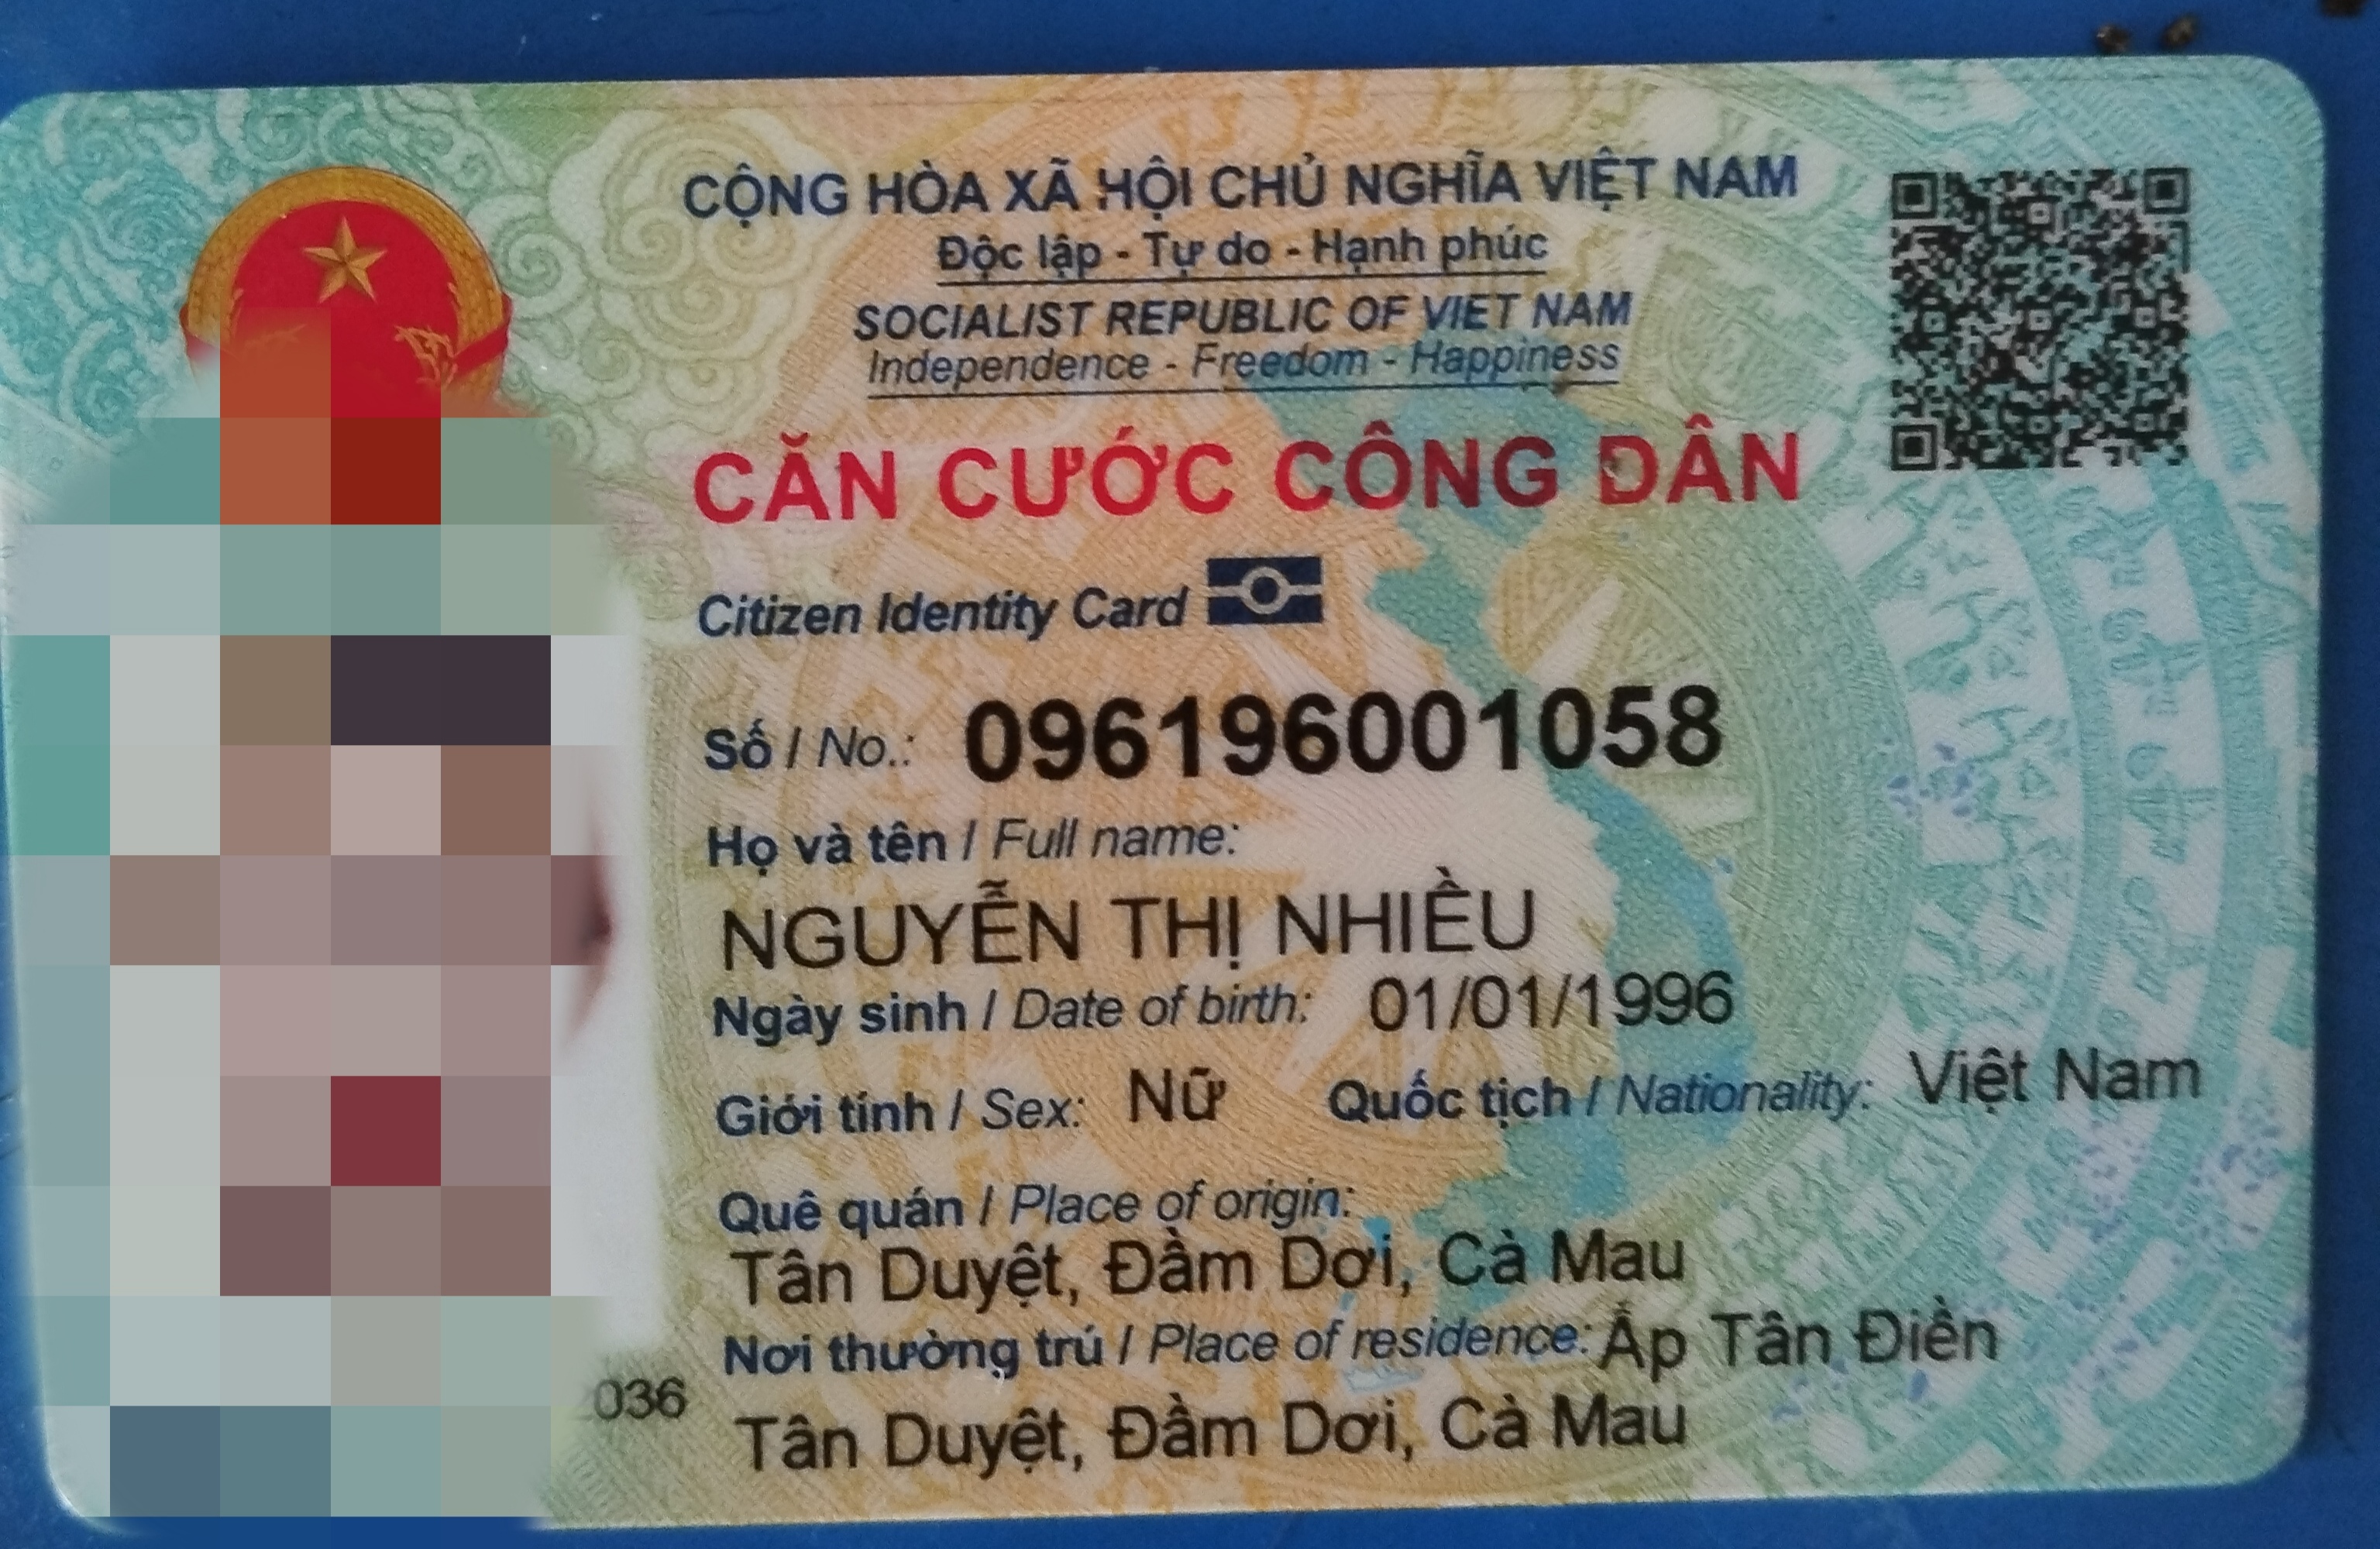 CỘNG HÒA XÃ HỘI CHỦ NGHĨA VIỆT NAM
Độc lập - Tự do - Hạnh phúc
SOCIALIST REPUBLIC OF VIET NAM
Independence - Freedom - Happiness
CĂN CƯỚC CÔNG DÂN
Citizen Identity Card
Số / No.: 096196001058
Họ và tên / Full name:
NGUYỄN THỊ NHIỀU
Ngày sinh / Date of birth: 01/01/1996
Giới tính / Sex: Nữ Quốc tịch / Nationality: Việt Nam
Quê quán / Place of origin:
Tân Duyệt, Đầm Dơi, Cà Mau
Nơi thường trú / Place of residence: Ấp Tân Điền
Tân Duyệt, Đầm Dơi, Cà Mau
036